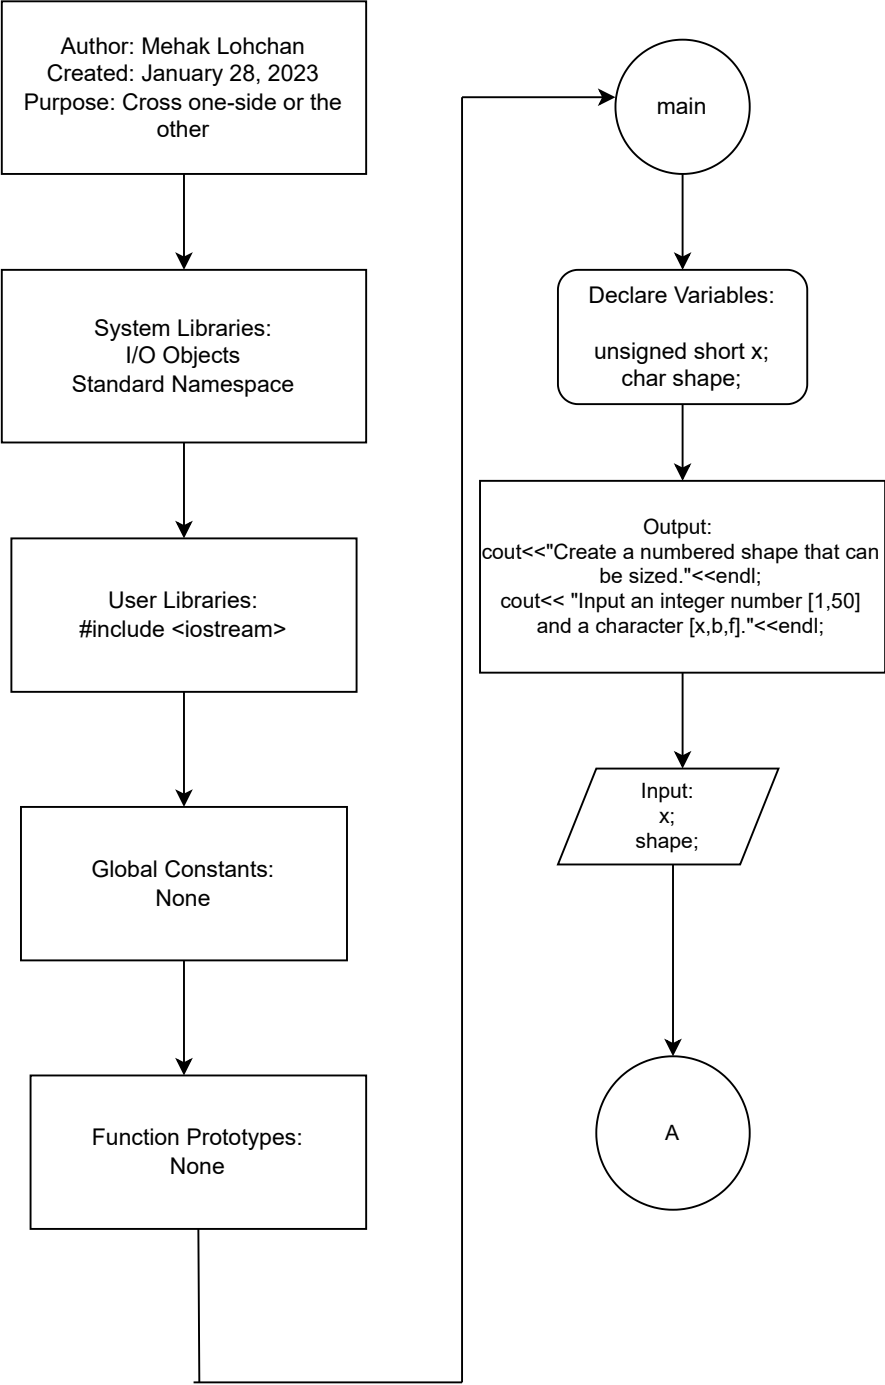 Author: Mehak Lohchan
Created: January 28, 2023
Purpose: Cross one-side or the
other
System Libraries:
I/O Objects
Standard Namespace
User Libraries:
#include <iostream>
Global Constants:
None
Function Prototypes:
None
main
Declare Variables:
unsigned short x;
char shape;
Output:
cout<<"Create a numbered shape that can
be sized."<<endl;
cout<< "Input an integer number [1,50]
and a character [x,b,f]."<<endl;
Input:
x;
shape;
A